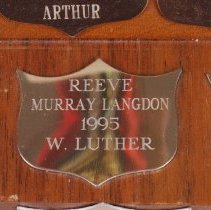 ARTHUR
REEVE
MURRAY LANGDON
1995
W. LUTHER